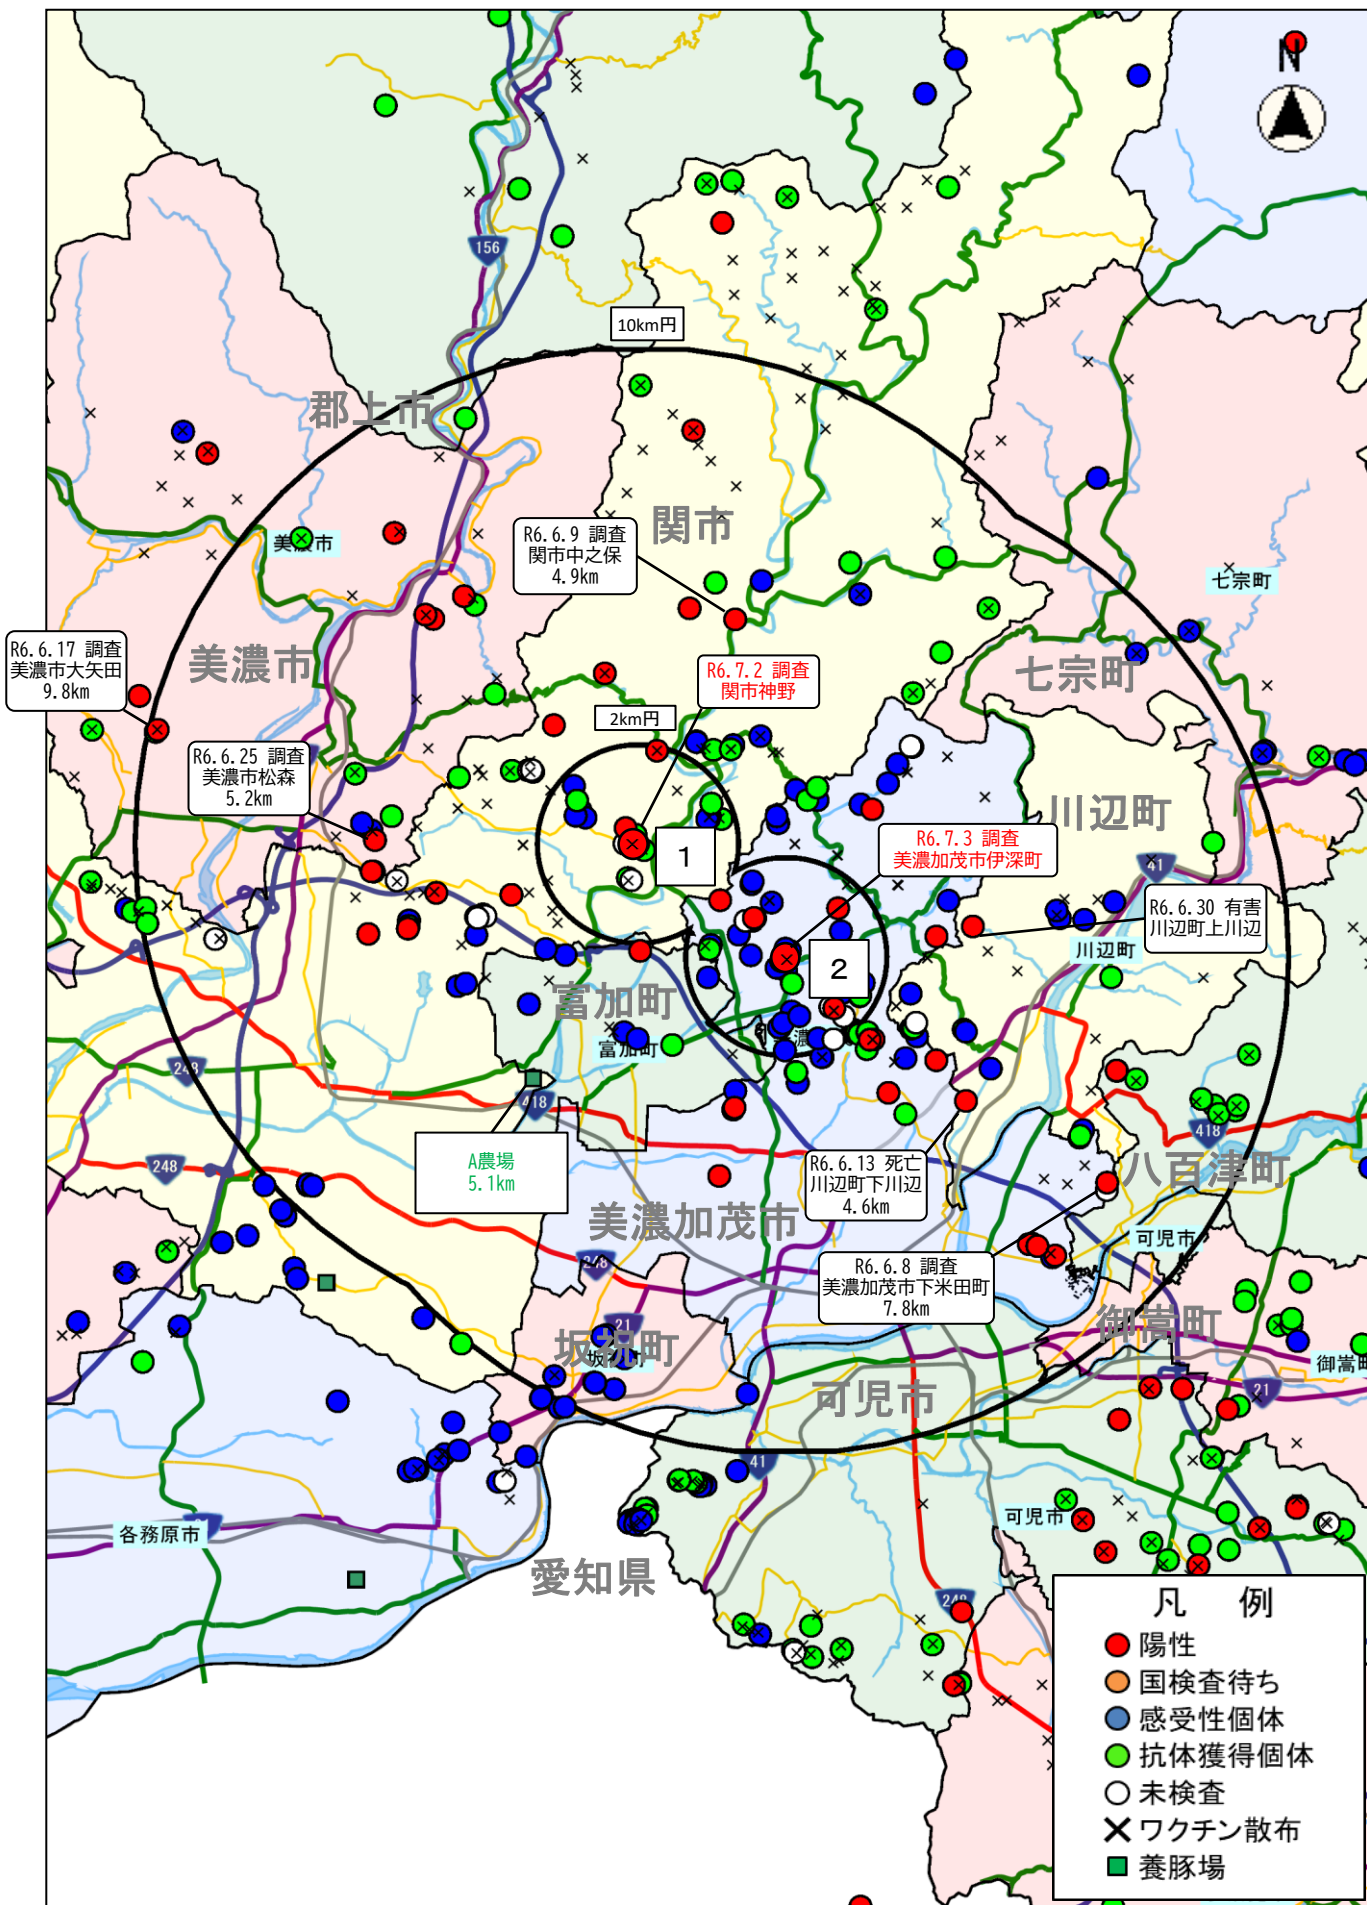 N
156
10km円
郡上市
関市
美濃市
R6.6.9 調査
関市中之保
4.9km
七宗町
R6.6.17 調査
美濃市大矢田
9.8km
美濃市
R6.7.2 調査
関市神野
七宗町
2km円
R6.6.25 調査
美濃市松森
5.2km
川辺町
R6.7.3 調査
美濃加茂市伊深町
1
41
R6.6.30 有害
川辺町上川辺
川辺町
2
富加町
富加町
248
418
418
248
A農場
5.1km
R6.6.13 死亡
川辺町下川辺
4.6km
八百津町
美濃加茂市
可児市
R6.6.8 調査
美濃加茂市下米田町
7.8km
248
21
御嵩町
坂祝町
御嵩町
可児市
21
41
各務原市
可児市
愛知県
248
凡 例
陽性
国検査待ち
感受性個体
抗体獲得個体
未検査
ワクチン散布
養豚場